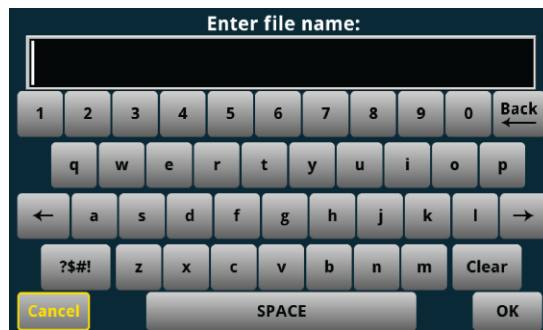 Enter file name:
1 2 3 4 5 6 7 8 9 0 Back
q w e r t y u i o p
← a s d f g h j k l →
?$#! z x c v b n m Clear
Cancel SPACE OK